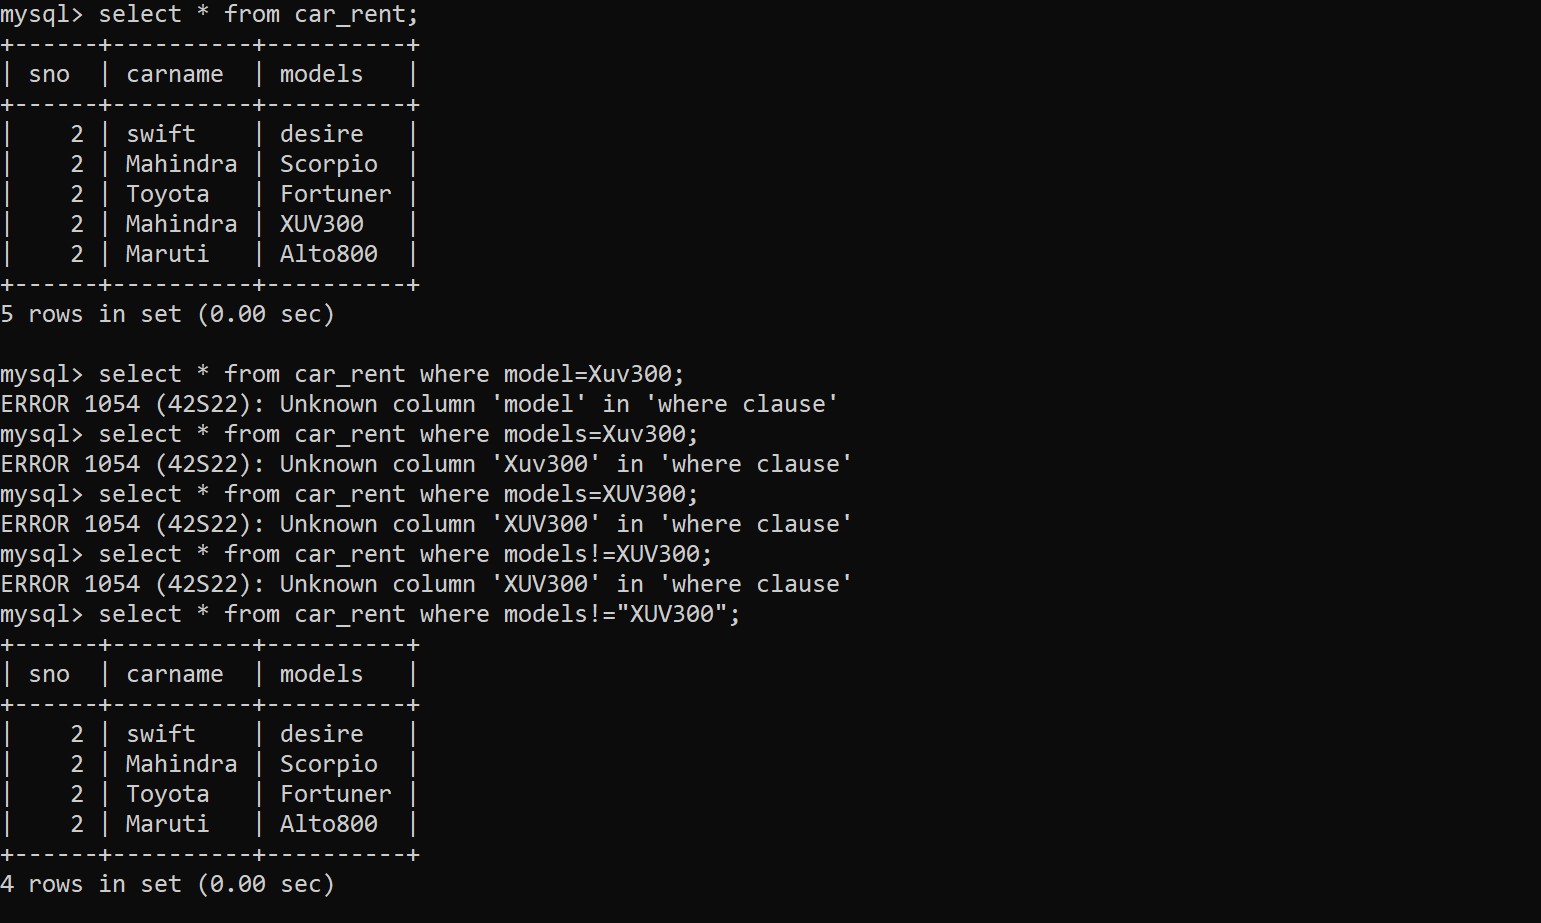 mysql> select * from car_rent;
+------+----------+----------+
| sno  | carname  | models   |
+------+----------+----------+
|    2 | swift    | desire   |
|    2 | Mahindra | Scorpio  |
|    2 | Toyota   | Fortuner |
|    2 | Mahindra | XUV300   |
|    2 | Maruti   | Alto800  |
+------+----------+----------+
5 rows in set (0.00 sec)

mysql> select * from car_rent where model=Xuv300;
ERROR 1054 (42S22): Unknown column 'model' in 'where clause'
mysql> select * from car_rent where models=Xuv300;
ERROR 1054 (42S22): Unknown column 'Xuv300' in 'where clause'
mysql> select * from car_rent where models=XUV300;
ERROR 1054 (42S22): Unknown column 'XUV300' in 'where clause'
mysql> select * from car_rent where models!=XUV300;
ERROR 1054 (42S22): Unknown column 'XUV300' in 'where clause'
mysql> select * from car_rent where models!="XUV300";
+------+----------+----------+
| sno  | carname  | models   |
+------+----------+----------+
|    2 | swift    | desire   |
|    2 | Mahindra | Scorpio  |
|    2 | Toyota   | Fortuner |
|    2 | Maruti   | Alto800  |
+------+----------+----------+
4 rows in set (0.00 sec)